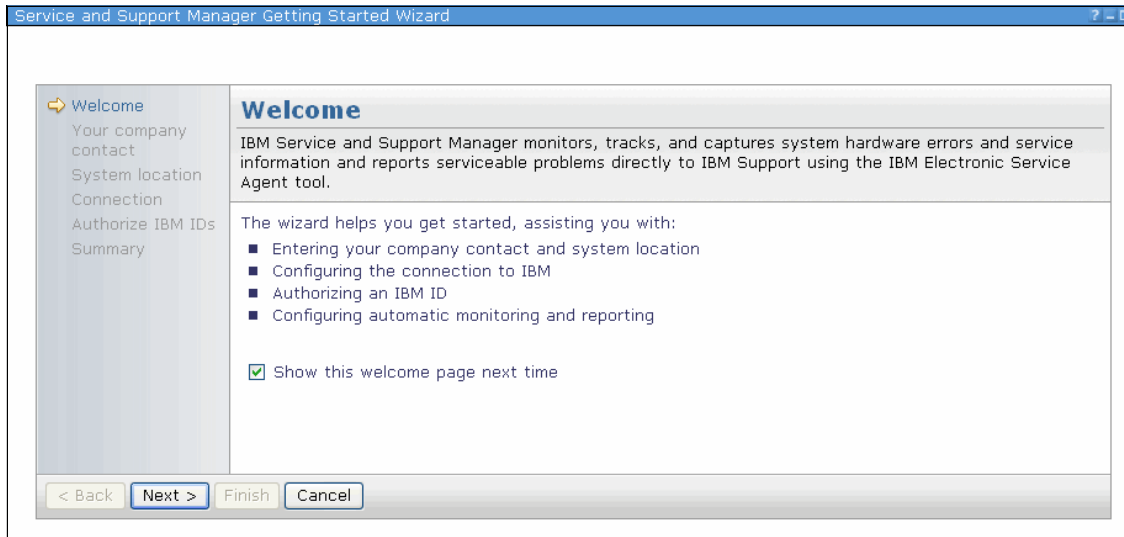 Service and Support Manager Getting Started Wizard
? –
Welcome
Your company
contact
System location
Connection
Authorize IBM IDs
Summary
Welcome
IBM Service and Support Manager monitors, tracks, and captures system hardware errors and service
information and reports serviceable problems directly to IBM Support using the IBM Electronic Service
Agent tool.
The wizard helps you get started, assisting you with:
■ Entering your company contact and system location
■ Configuring the connection to IBM
■ Authorizing an IBM ID
■ Configuring automatic monitoring and reporting
Show this welcome page next time
< Back Next > Finish Cancel